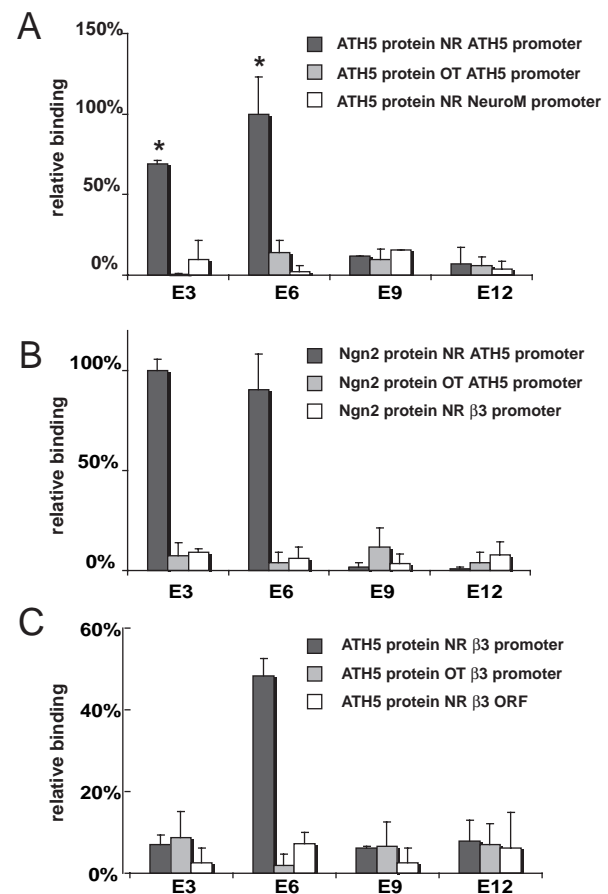 A
150%
100%
50%
0%
relative binding
ATH5 protein NR ATH5 promoter
ATH5 protein OT ATH5 promoter
ATH5 protein NR NeuroM promoter
*
*
E3 E6 E9 E12
B
100%
50%
0%
relative binding
Ngn2 protein NR ATH5 promoter
Ngn2 protein OT ATH5 promoter
Ngn2 protein NR β3 promoter
E3 E6 E9 E12
C
60%
40%
20%
0%
relative binding
ATH5 protein NR β3 promoter
ATH5 protein OT β3 promoter
ATH5 protein NR β3 ORF
E3 E6 E9 E12